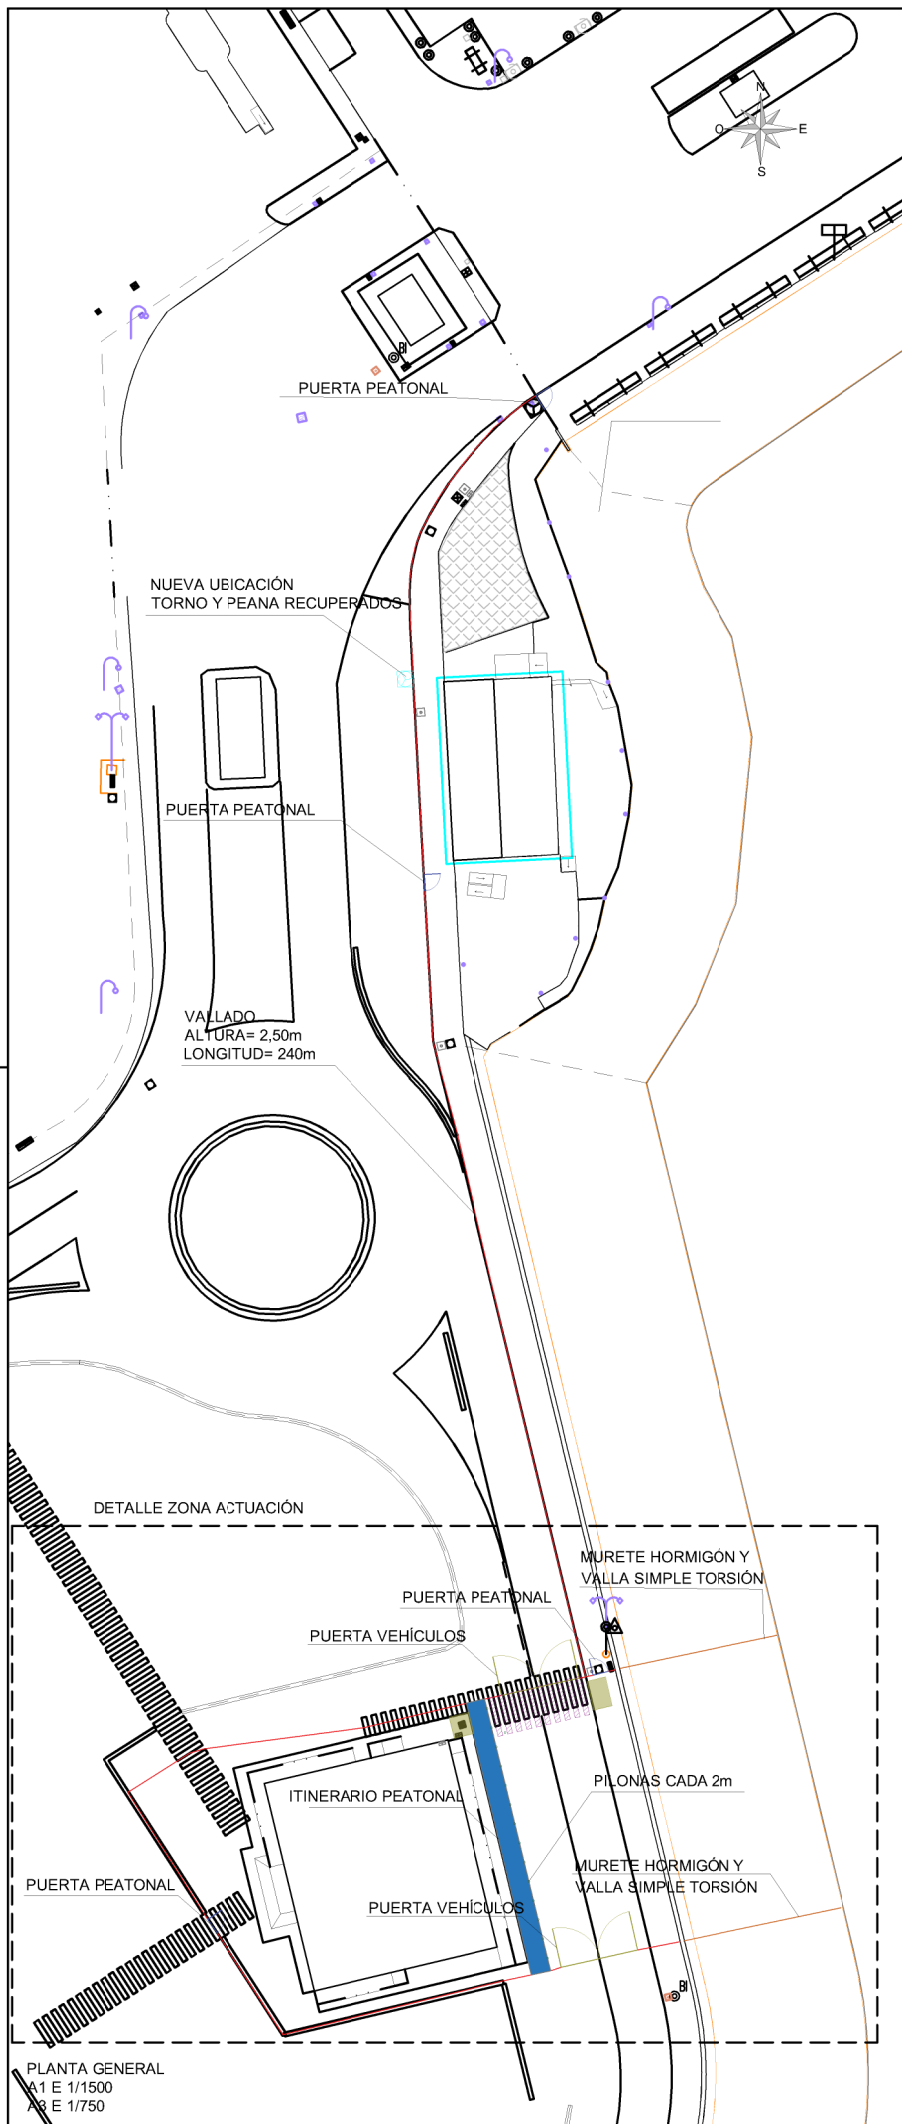 N
O
E
S
BI
PUERTA PEATONAL
NUEVA UBICACIÓN
TORNO Y PEANA RECUPERADOS
PUERTA PEATONAL
VALLADO
ALTURA= 2,50m
LONGITUD= 240m
DETALLE ZONA ACTUACIÓN
MURETE HORMIGÓN Y
VALLA SIMPLE TORSIÓN
PUERTA PEATONAL
PUERTA VEHÍCULOS
PILONAS CADA 2m
ITINERARIO PEATONAL
MURETE HORMIGÓN Y
VALLA SIMPLE TORSIÓN
PUERTA PEATONAL
PUERTA VEHÍCULOS
BI
PLANTA GENERAL
A1 E 1/1500
A3 E 1/750